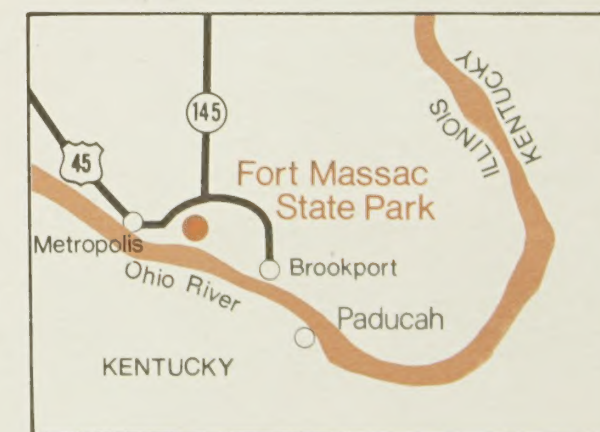 145
45
KENTUCKY
ILLINOIS
Fort Massac
State Park
Metropolis
Ohio River
Brookport
Paducah
KENTUCKY